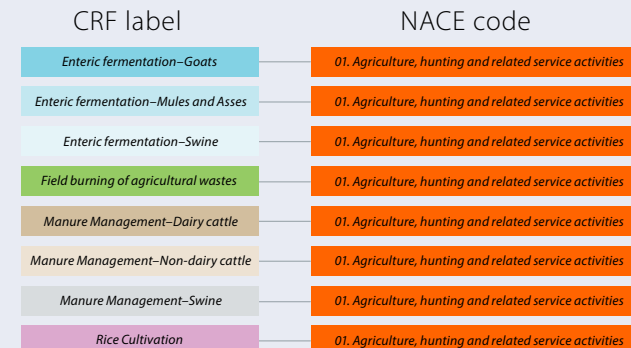 CRF label NACE code
Enteric fermentation–Goats 01. Agriculture, hunting and related service activities
Enteric fermentation–Mules and Asses 01. Agriculture, hunting and related service activities
Enteric fermentation–Swine 01. Agriculture, hunting and related service activities
Field burning of agricultural wastes 01. Agriculture, hunting and related service activities
Manure Management–Dairy cattle 01. Agriculture, hunting and related service activities
Manure Management–Non-dairy cattle 01. Agriculture, hunting and related service activities
Manure Management–Swine 01. Agriculture, hunting and related service activities
Rice Cultivation 01. Agriculture, hunting and related service activities